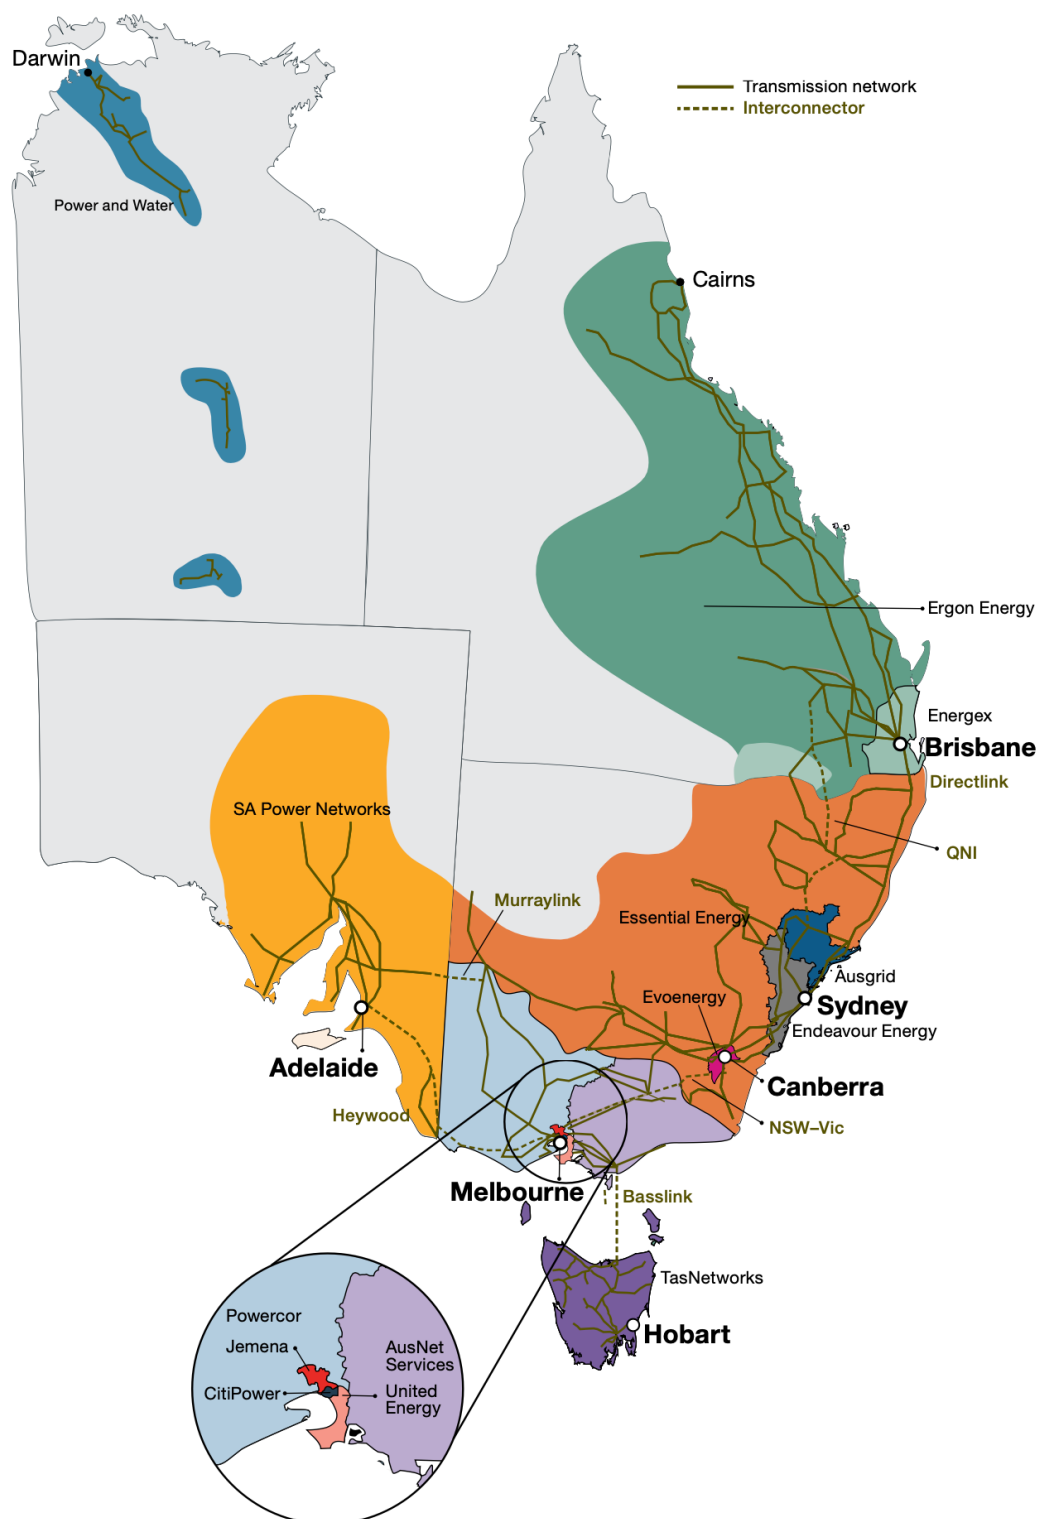 Darwin
Transmission network
Interconnector
Power and Water
Cairns
Ergon Energy
Energex
Brisbane
Directlink
SA Power Networks
QNI
Murraylink
Essential Energy
Ausgrid
Evoenergy
Sydney
Endeavour Energy
Adelaide
Canberra
Heywood
NSW–Vic
Melbourne
Basslink
TasNetworks
Hobart
Powercor
Jemena
AusNet
Services
CitiPower
United
Energy